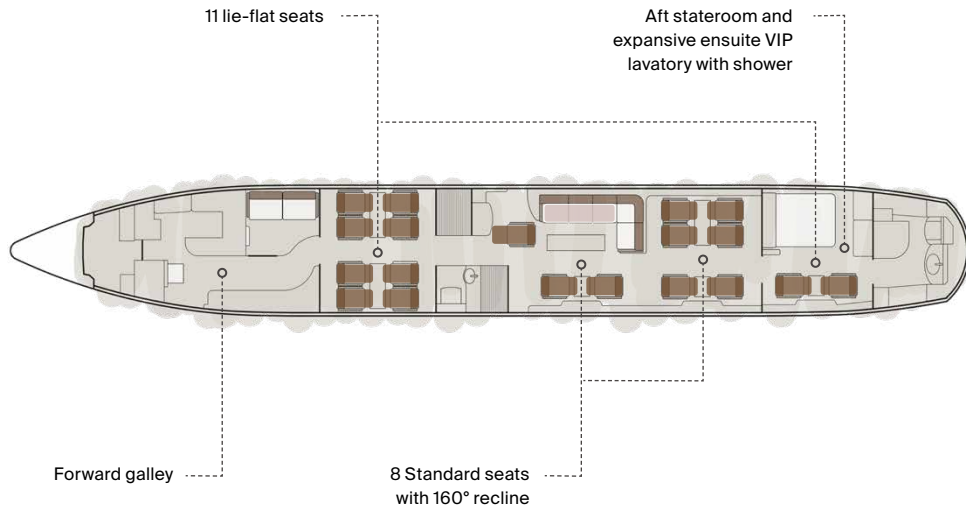 11 lie-flat seats
Aft stateroom and
expansive ensuite VIP
lavatory with shower
Forward galley
8 Standard seats
with 160° recline